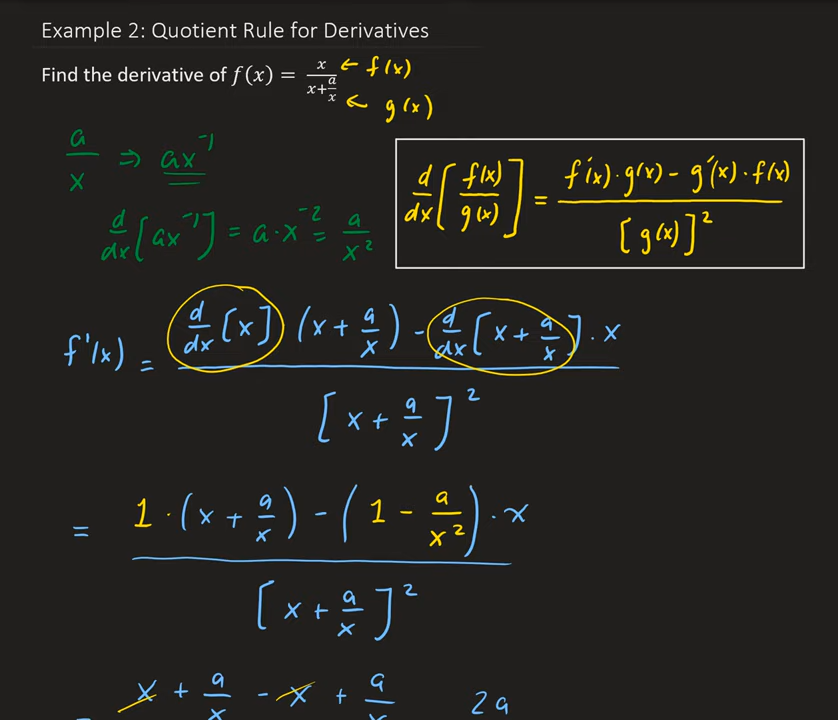 Example 2: Quotient Rule for Derivatives
Find the derivative of f(x) = x/(x+a/x) ← f(x)
← g(x)
a/x ⇒ ax⁻¹
d/dx[ax⁻¹] = a·x⁻² = a/x²
d/dx[f(x)/g(x)] = (f'(x)·g(x) - g'(x)·f(x))/[g(x)]²
f'(x) = (d/dx[x](x + a/x) - d/dx[x + a/x]·x)/[x + a/x]²
= (1·(x + a/x) - (1 - a/x²)·x)/[x + a/x]²
x + a/x - x + a/x 2a